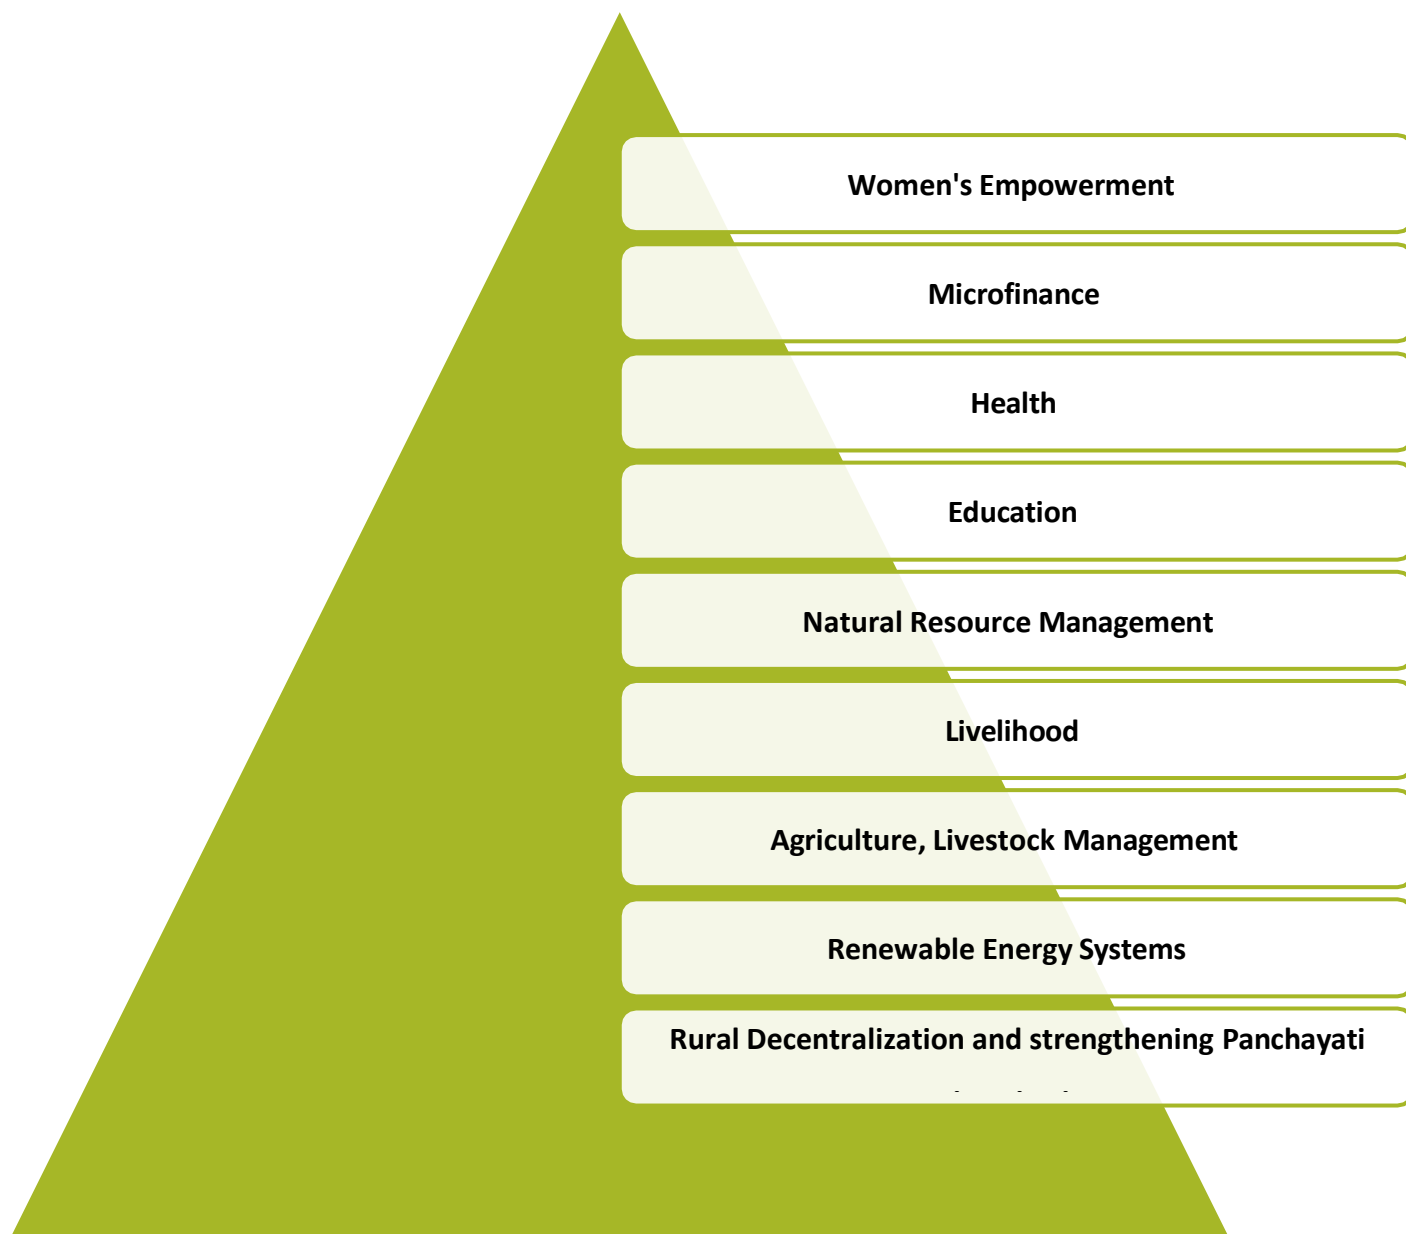 Women's Empowerment
Microfinance
Health
Education
Natural Resource Management
Livelihood
Agriculture, Livestock Management
Renewable Energy Systems
Rural Decentralization and strengthening Panchayati